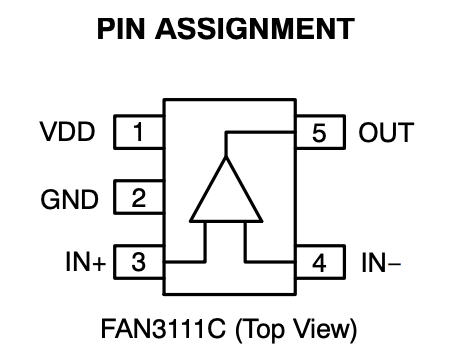 PIN ASSIGNMENT
VDD 1 5 OUT
GND 2
IN+ 3 4 IN−
FAN3111C (Top View)